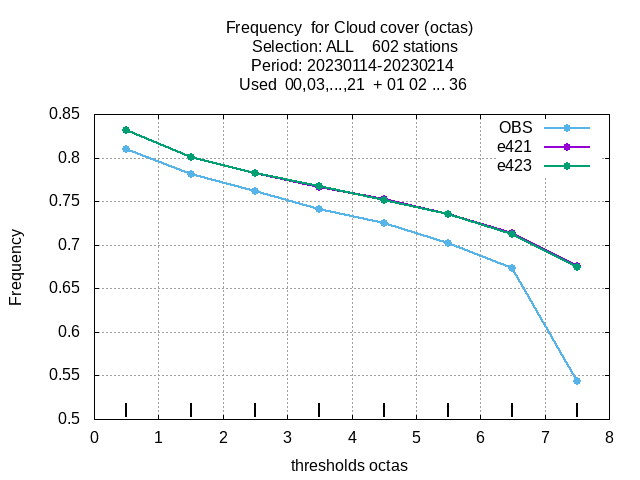 Frequency  for Cloud cover (octas)
Selection: ALL    602 stations
Period: 20230114-20230214
Used  00,03,...,21  + 01 02 ... 36
OBS
e421
e423
0.85
0.8
0.75
0.7
0.65
0.6
0.55
0.5
Frequency
0 1 2 3 4 5 6 7 8
thresholds octas